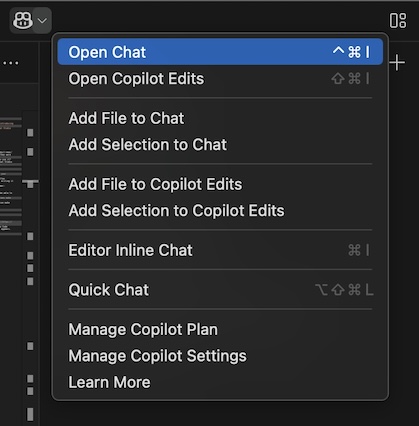 Open Chat ^⌘I
Open Copilot Edits ⇧⌘I
Add File to Chat
Add Selection to Chat
Add File to Copilot Edits
Add Selection to Copilot Edits
Editor Inline Chat ⌘I
Quick Chat ⌥⇧⌘L
Manage Copilot Plan
Manage Copilot Settings
Learn More